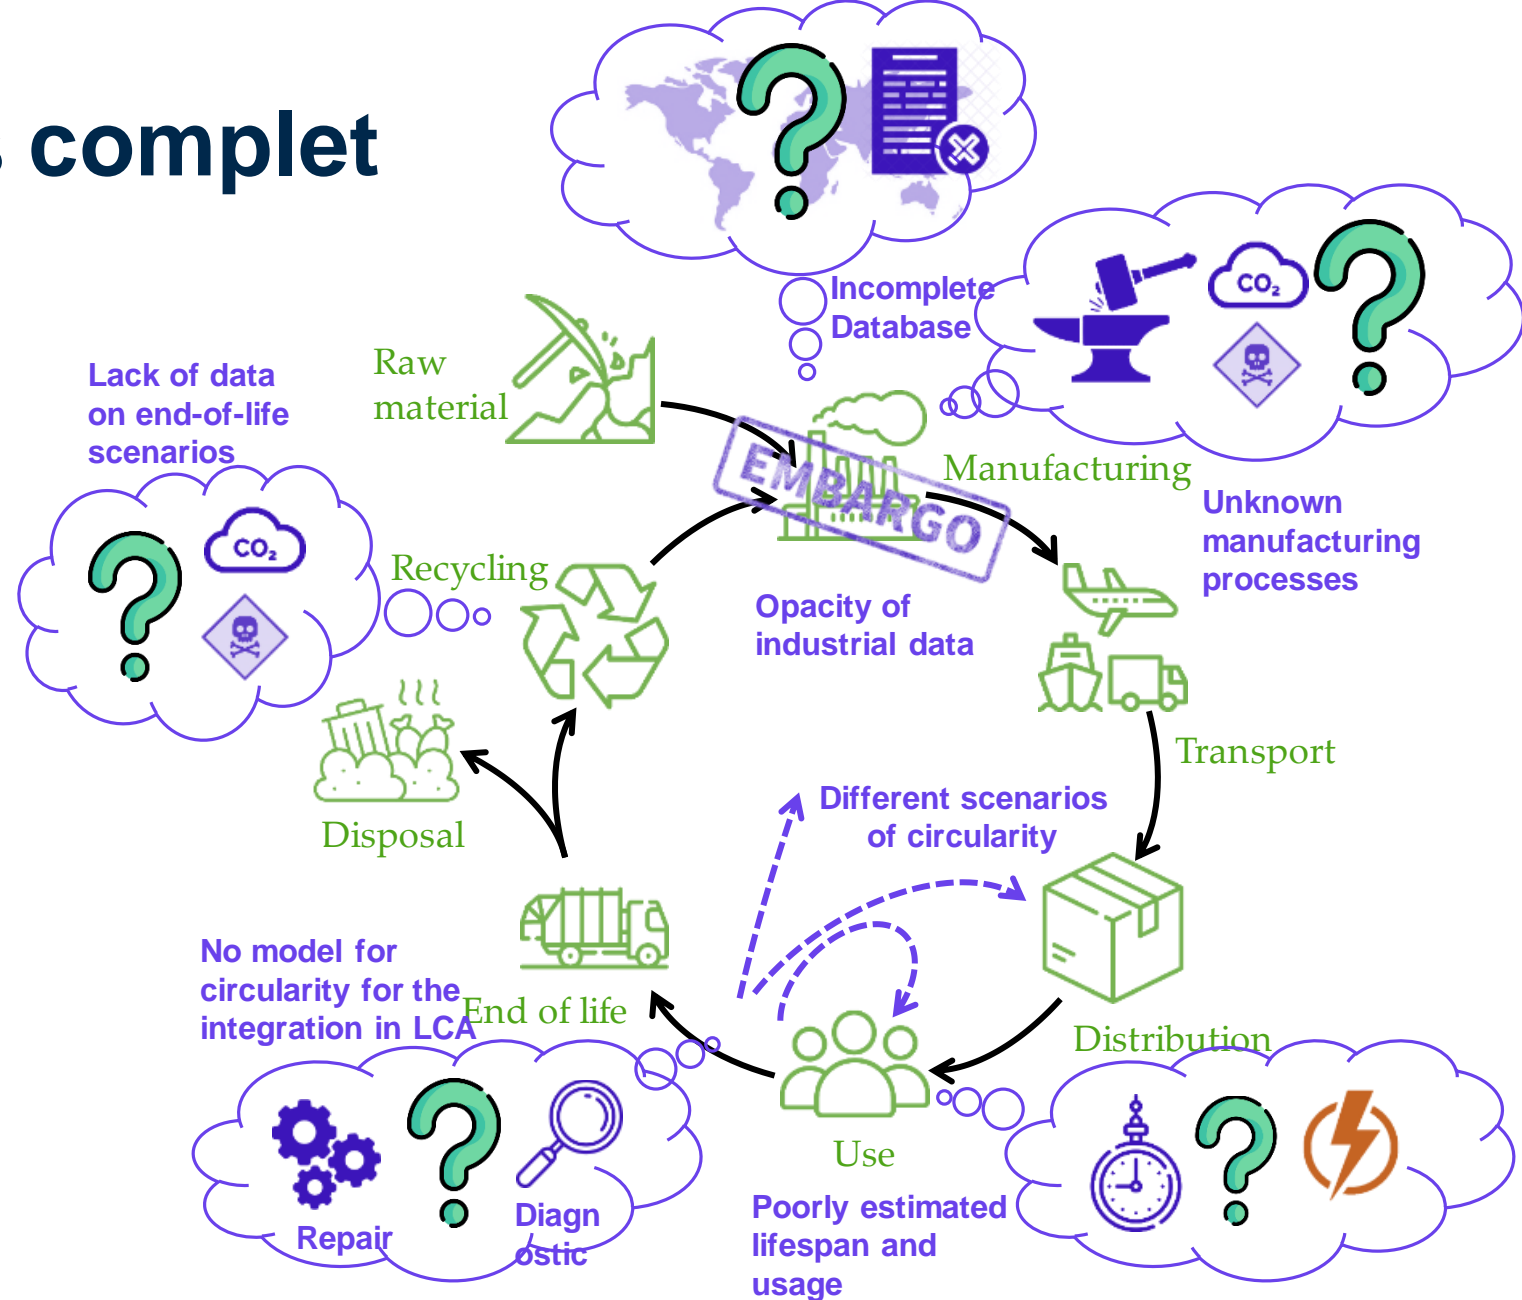 complet
Incomplete
Database
CO₂
Raw
material
Lack of data
on end-of-life
scenarios
EMBARGO
Manufacturing
Unknown
manufacturing
processes
CO₂
Recycling
Opacity of
industrial data
Transport
Different scenarios
of circularity
Disposal
No model for
circularity for the
integration in LCA
End of life
Distribution
Use
Repair
Diagn
ostic
Poorly estimated
lifespan and
usage